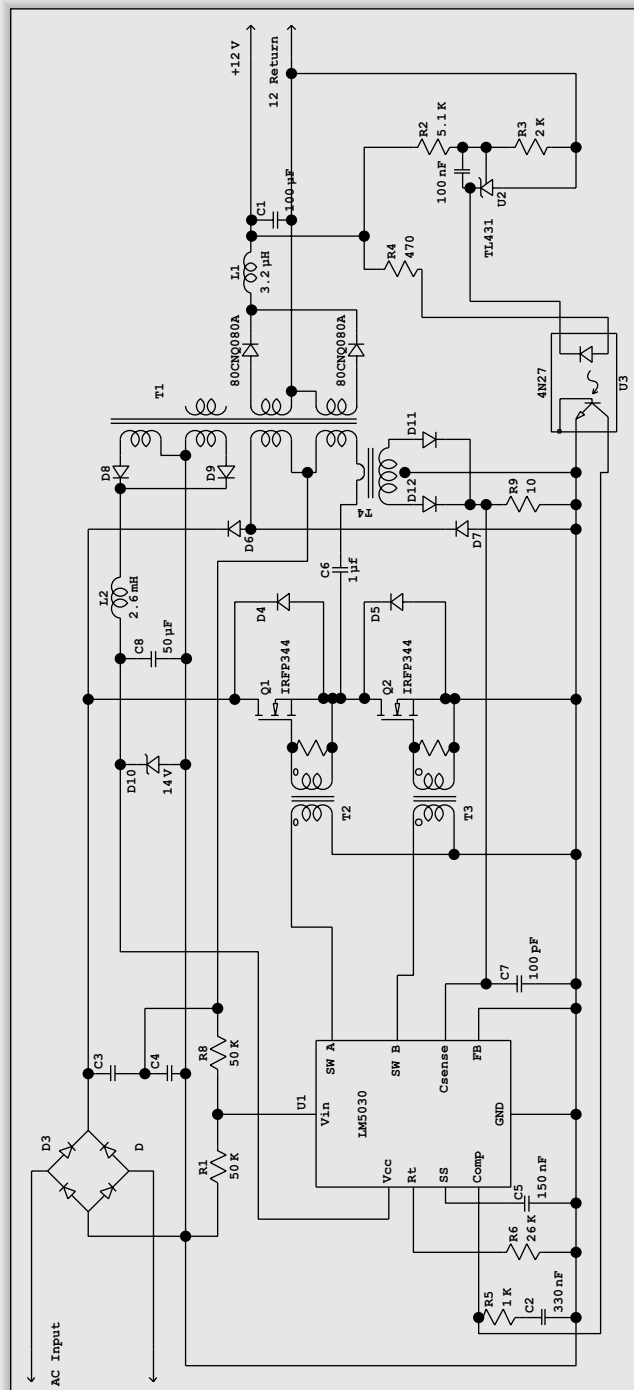 +12 V
12 Return
C1
100 µF
L1
3.2 µH
80CNQ080A
80CNQ080A
R2
5.1 K
100 nF
R3
2 K
U2
TL431
R4
470
4N27
U3
T1
D8
D9
D11
D12
T4
R9
10
D6
D7
C6
1 µf
L2
2.6 mH
C8
50 µF
D4
D5
Q1
IRFP344
Q2
IRFP344
D10
14 V
T2
T3
C3
C4
R8
50 K
R1
50 K
U1
LM5030
Vin
SW A
SW B
Csense
FB
GND
Vcc
Rt
SS
Comp
C7
100 pF
C5
150 nF
R6
26 K
R5
1 K
C2
330 nF
D3
D
AC Input